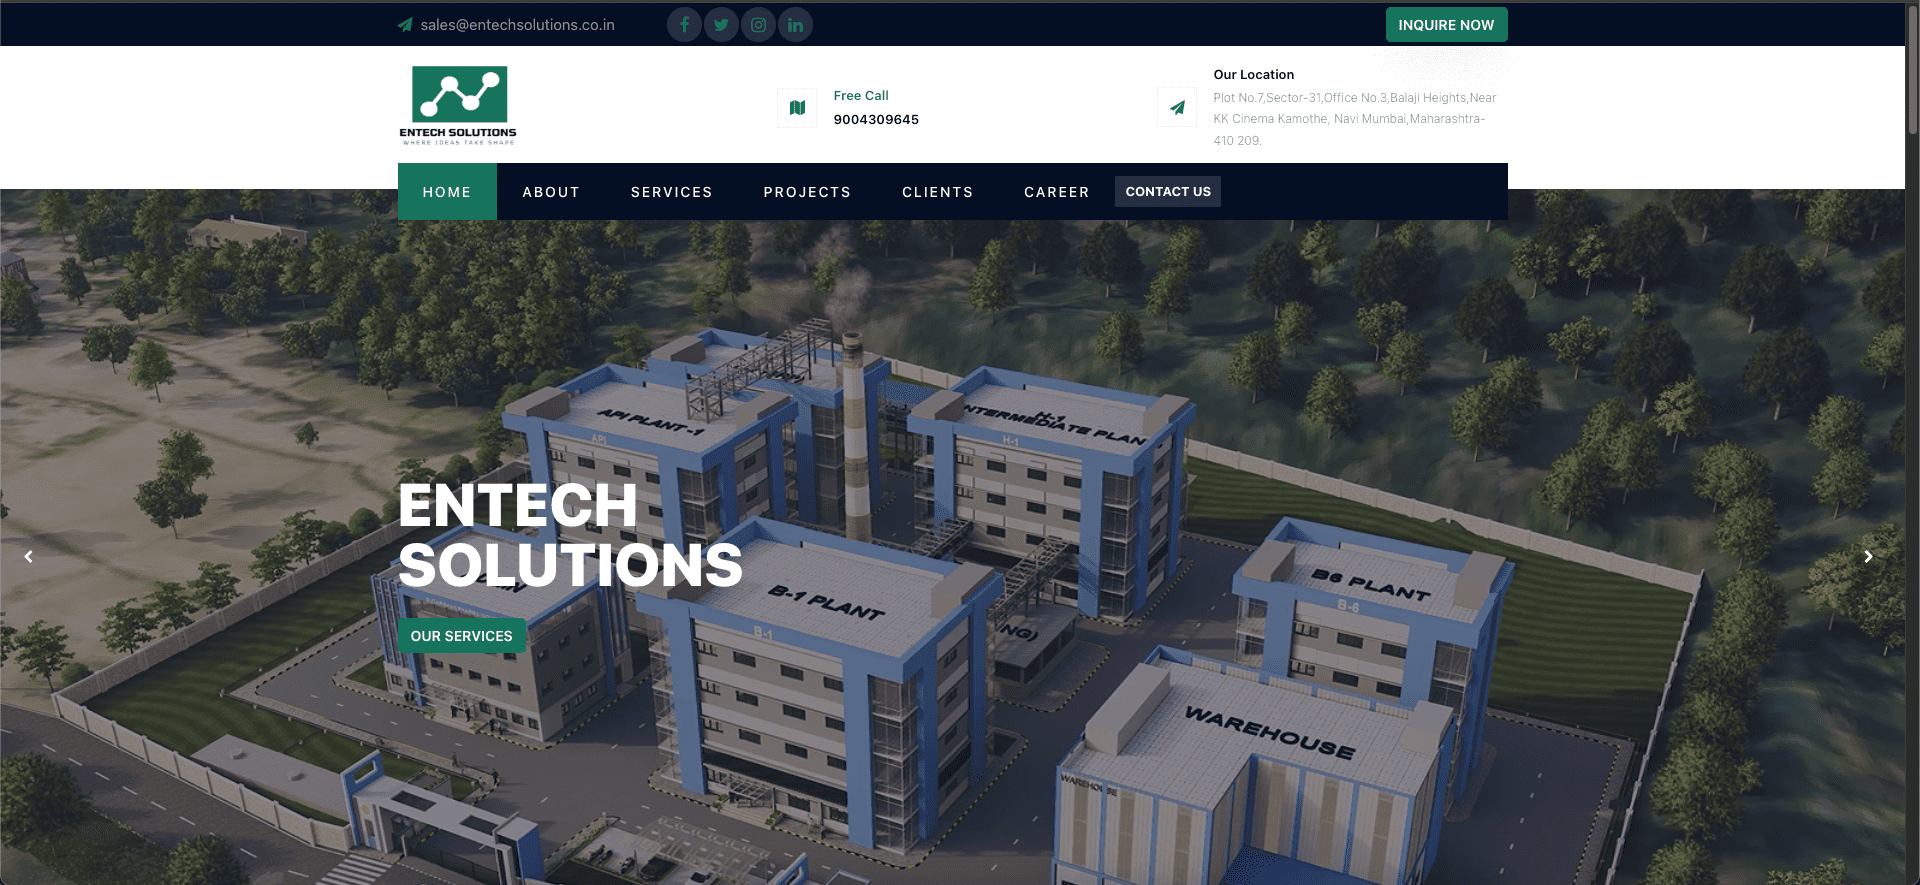 sales@entechsolutions.co.in
INQUIRE NOW
ENTECH SOLUTIONS
WHERE IDEAS TAKE SHAPE
Free Call
9004309645
Our Location
Plot No.7,Sector-31,Office No.3,Balaji Heights,Near
KK Cinema Kamothe, Navi Mumbai,Maharashtra-
410 209.
HOME
ABOUT
SERVICES
PROJECTS
CLIENTS
CAREER
CONTACT US
API PLANT -1
API
H-1
INTERMEDIATE PLAN
H-1
ENTECH
SOLUTIONS
OUR SERVICES
B-1 PLANT
B-1
B6 PLANT
B-6
WAREHOUSE
WAREHOUSE